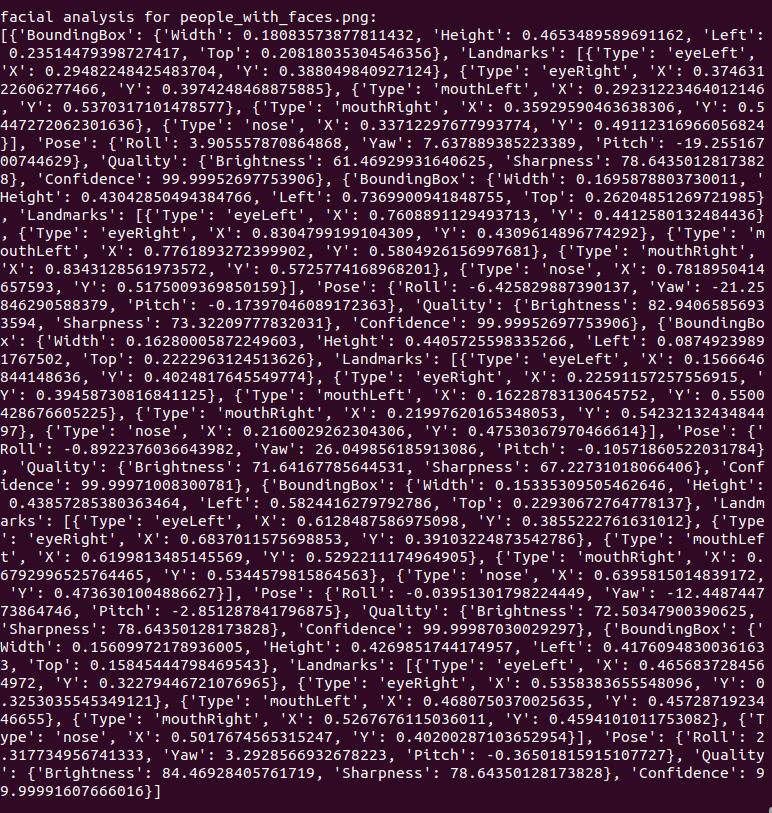 facial analysis for people_with_faces.png:
[{'BoundingBox': {'Width': 0.18083573877811432, 'Height': 0.4653489589691162, 'Left':
 0.23514479398727417, 'Top': 0.20818035304546356}, 'Landmarks': [{'Type': 'eyeLeft',
'X': 0.29482248425483704, 'Y': 0.388049840927124}, {'Type': 'eyeRight', 'X': 0.374631
22606277466, 'Y': 0.3974248468875885}, {'Type': 'mouthLeft', 'X': 0.29231223464012146
, 'Y': 0.5370317101478577}, {'Type': 'mouthRight', 'X': 0.35929590463638306, 'Y': 0.5
447272062301636}, {'Type': 'nose', 'X': 0.33712297677993774, 'Y': 0.49112316966056824
}], 'Pose': {'Roll': 3.905557870864868, 'Yaw': 7.637889385223389, 'Pitch': -19.255167
00744629}, 'Quality': {'Brightness': 61.46929931640625, 'Sharpness': 78.6435012817382
8}, 'Confidence': 99.99952697753906}, {'BoundingBox': {'Width': 0.1695878803730011, '
Height': 0.43042850494384766, 'Left': 0.7369900941848755, 'Top': 0.26204851269721985}
, 'Landmarks': [{'Type': 'eyeLeft', 'X': 0.7608891129493713, 'Y': 0.4412580132484436}
, {'Type': 'eyeRight', 'X': 0.8304799199104309, 'Y': 0.4309614896774292}, {'Type': 'm
outhLeft', 'X': 0.7761893272399902, 'Y': 0.5804926156997681}, {'Type': 'mouthRight',
'X': 0.8343128561973572, 'Y': 0.5725774168968201}, {'Type': 'nose', 'X': 0.7818950414
657593, 'Y': 0.5175009369850159}], 'Pose': {'Roll': -6.425829887390137, 'Yaw': -21.25
846290588379, 'Pitch': -0.17397046089172363}, 'Quality': {'Brightness': 82.9406585693
3594, 'Sharpness': 73.32209777832031}, 'Confidence': 99.99952697753906}, {'BoundingBo
x': {'Width': 0.16280005872249603, 'Height': 0.4405725598335266, 'Left': 0.0874923989
1767502, 'Top': 0.2222963124513626}, 'Landmarks': [{'Type': 'eyeLeft', 'X': 0.1566646
844148636, 'Y': 0.4024817645549774}, {'Type': 'eyeRight', 'X': 0.22591157257556915, '
Y': 0.39458730816841125}, {'Type': 'mouthLeft', 'X': 0.16228783130645752, 'Y': 0.5500
428676605225}, {'Type': 'mouthRight', 'X': 0.21997620165348053, 'Y': 0.54232132434844
97}, {'Type': 'nose', 'X': 0.2160029262304306, 'Y': 0.47530367970466614}], 'Pose': {'
Roll': -0.8922376036643982, 'Yaw': 26.049856185913086, 'Pitch': -0.10571860522031784}
, 'Quality': {'Brightness': 71.64167785644531, 'Sharpness': 67.22731018066406}, 'Conf
idence': 99.99971008300781}, {'BoundingBox': {'Width': 0.15335309505462646, 'Height':
 0.43857285380363464, 'Left': 0.5824416279792786, 'Top': 0.22930672764778137}, 'Landm
arks': [{'Type': 'eyeLeft', 'X': 0.6128487586975098, 'Y': 0.3855222761631012}, {'Type
': 'eyeRight', 'X': 0.6837011575698853, 'Y': 0.39103224873542786}, {'Type': 'mouthLef
t', 'X': 0.6199813485145569, 'Y': 0.5292211174964905}, {'Type': 'mouthRight', 'X': 0.
6792996525764465, 'Y': 0.5344579815864563}, {'Type': 'nose', 'X': 0.6395815014839172,
 'Y': 0.4736301004886627}], 'Pose': {'Roll': -0.03951301798224449, 'Yaw': -12.4487447
73864746, 'Pitch': -2.851287841796875}, 'Quality': {'Brightness': 72.50347900390625,
'Sharpness': 78.64350128173828}, 'Confidence': 99.99987030029297}, {'BoundingBox': {'
Width': 0.15609972178936005, 'Height': 0.4269851744174957, 'Left': 0.4176094830036163
3, 'Top': 0.15845444798469543}, 'Landmarks': [{'Type': 'eyeLeft', 'X': 0.465683728456
4972, 'Y': 0.32279446721076965}, {'Type': 'eyeRight', 'X': 0.5358383655548096, 'Y': 0
.3253035545349121}, {'Type': 'mouthLeft', 'X': 0.4680750370025635, 'Y': 0.45728719234
46655}, {'Type': 'mouthRight', 'X': 0.5267676115036011, 'Y': 0.4594101011753082}, {'T
ype': 'nose', 'X': 0.5017674565315247, 'Y': 0.40200287103652954}], 'Pose': {'Roll': 2
.317734956741333, 'Yaw': 3.2928566932678223, 'Pitch': -0.36501815915107727}, 'Quality
': {'Brightness': 84.46928405761719, 'Sharpness': 78.64350128173828}, 'Confidence': 9
9.99991607666016}]